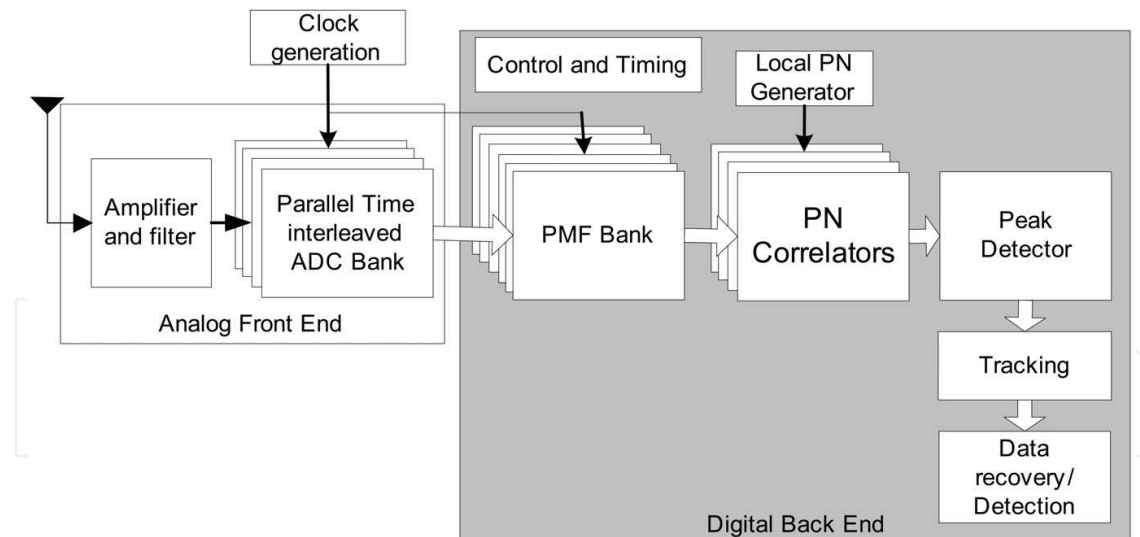 Clock
generation
Control and Timing
Local PN
Generator
Amplifier
and filter
Parallel Time
interleaved
ADC Bank
PMF Bank
PN
Correlators
Peak
Detector
Analog Front End
Tracking
Data
recovery/
Detection
Digital Back End